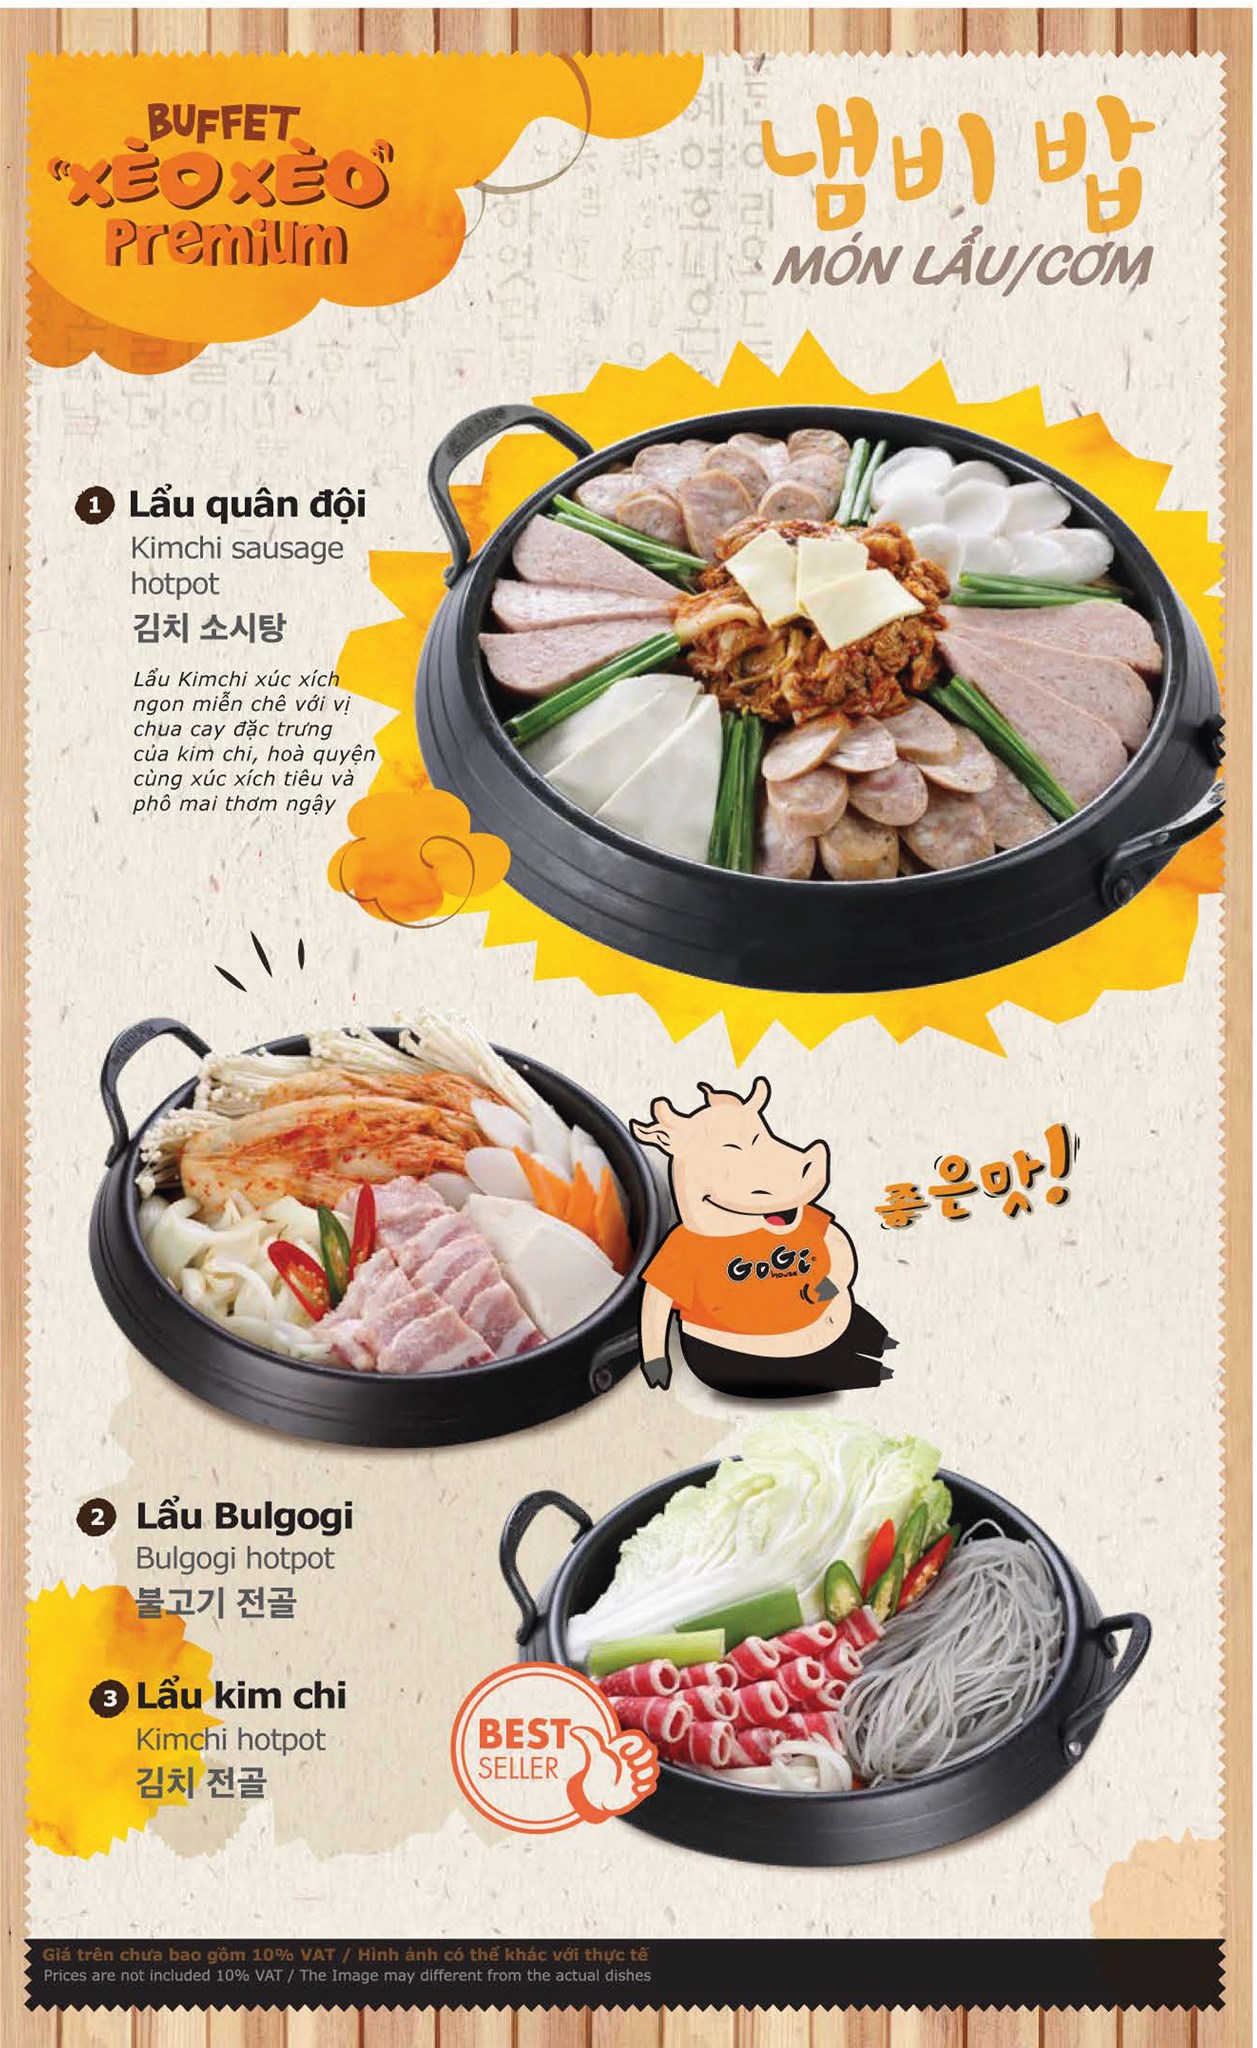 BUFFET
"XÈO XÈO"
Premium
냄비 밥
MÓN LẨU/CƠM
1 Lẩu quân đội
Kimchi sausage
hotpot
김치 소시탕
Lẩu Kimchi xúc xích
ngon miễn chê với vị
chua cay đặc trưng
của kim chi, hoà quyện
cùng xúc xích tiêu và
phô mai thơm ngậy
좋은맛!
GoGi
house
2 Lẩu Bulgogi
Bulgogi hotpot
불고기 전골
3 Lẩu kim chi
Kimchi hotpot
김치 전골
BEST
SELLER
Giá trên chưa bao gồm 10% VAT / Hình ảnh có thể khác với thực tế
Prices are not included 10% VAT / The Image may different from the actual dishes